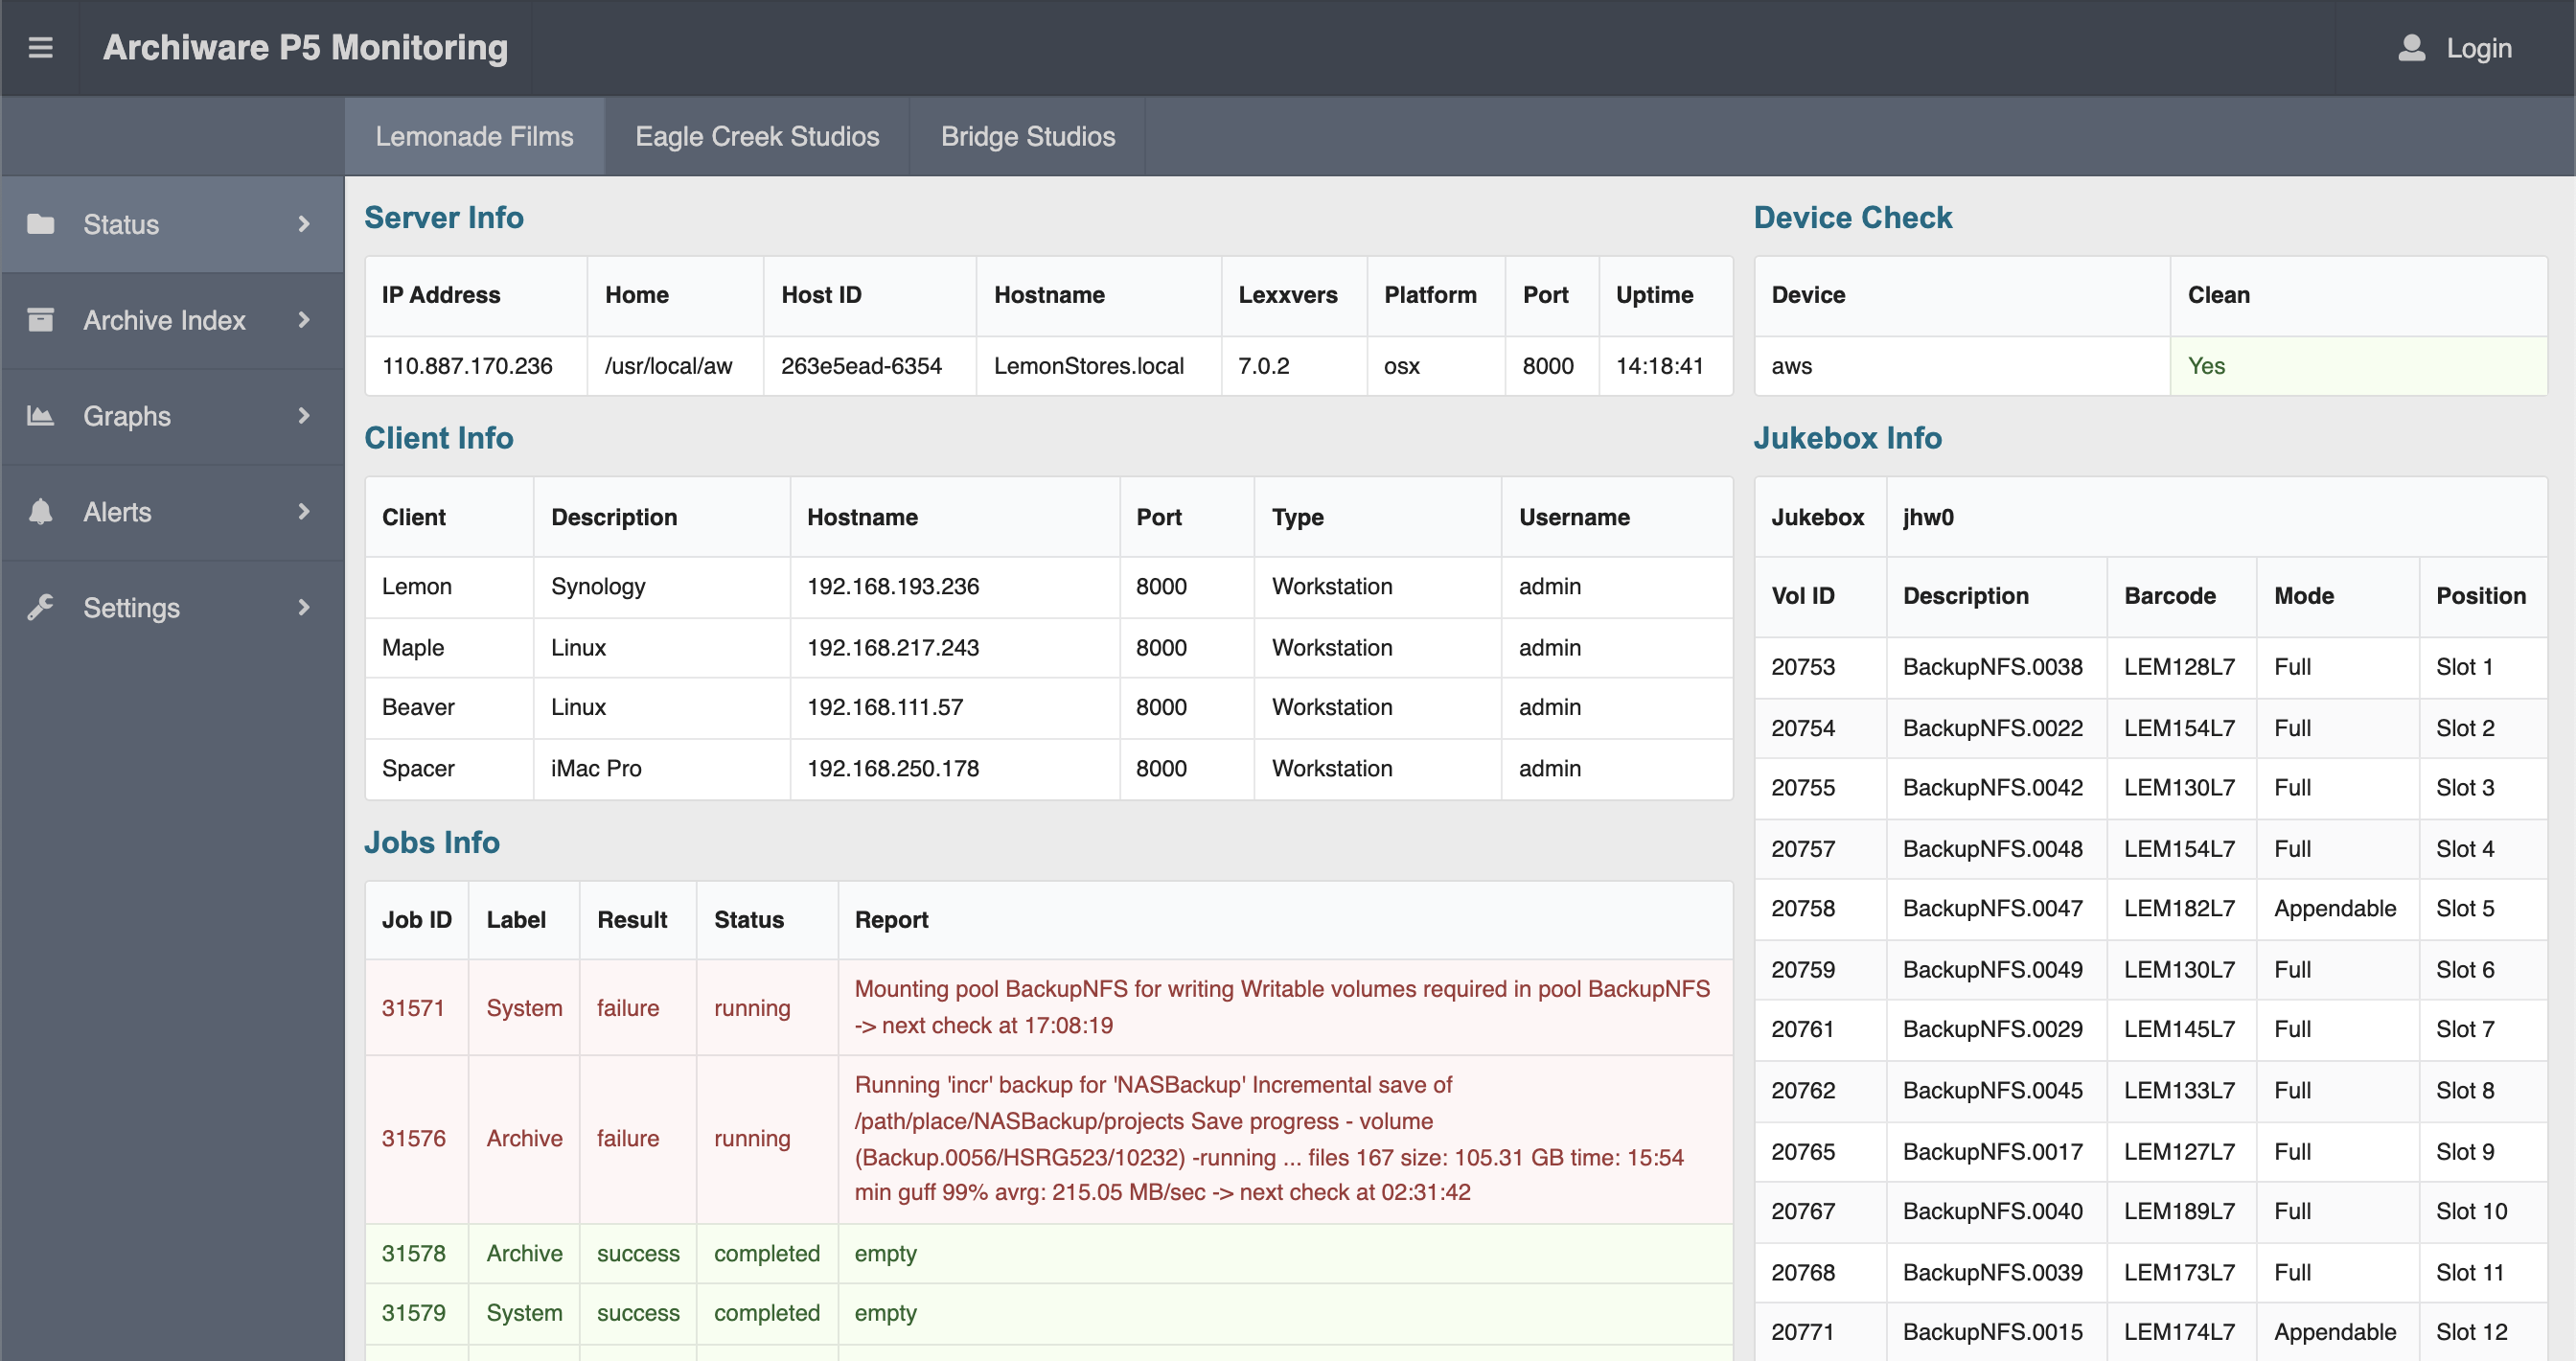 Archiware P5 Monitoring
Login
Lemonade Films Eagle Creek Studios Bridge Studios
Status
Archive Index
Graphs
Alerts
Settings
Server Info
IP Address Home Host ID Hostname Lexxvers Platform Port Uptime
110.887.170.236 /usr/local/aw 263e5ead-6354 LemonStores.local 7.0.2 osx 8000 14:18:41
Client Info
Client Description Hostname Port Type Username
Lemon Synology 192.168.193.236 8000 Workstation admin
Maple Linux 192.168.217.243 8000 Workstation admin
Beaver Linux 192.168.111.57 8000 Workstation admin
Spacer iMac Pro 192.168.250.178 8000 Workstation admin
Jobs Info
Job ID Label Result Status Report
31571 System failure running Mounting pool BackupNFS for writing Writable volumes required in pool BackupNFS
-> next check at 17:08:19
31576 Archive failure running Running 'incr' backup for 'NASBackup' Incremental save of
/path/place/NASBackup/projects Save progress - volume
(Backup.0056/HSRG523/10232) -running ... files 167 size: 105.31 GB time: 15:54
min guff 99% avrg: 215.05 MB/sec -> next check at 02:31:42
31578 Archive success completed empty
31579 System success completed empty
Device Check
Device Clean
aws Yes
Jukebox Info
Jukebox jhw0
Vol ID Description Barcode Mode Position
20753 BackupNFS.0038 LEM128L7 Full Slot 1
20754 BackupNFS.0022 LEM154L7 Full Slot 2
20755 BackupNFS.0042 LEM130L7 Full Slot 3
20757 BackupNFS.0048 LEM154L7 Full Slot 4
20758 BackupNFS.0047 LEM182L7 Appendable Slot 5
20759 BackupNFS.0049 LEM130L7 Full Slot 6
20761 BackupNFS.0029 LEM145L7 Full Slot 7
20762 BackupNFS.0045 LEM133L7 Full Slot 8
20765 BackupNFS.0017 LEM127L7 Full Slot 9
20767 BackupNFS.0040 LEM189L7 Full Slot 10
20768 BackupNFS.0039 LEM173L7 Full Slot 11
20771 BackupNFS.0015 LEM174L7 Appendable Slot 12